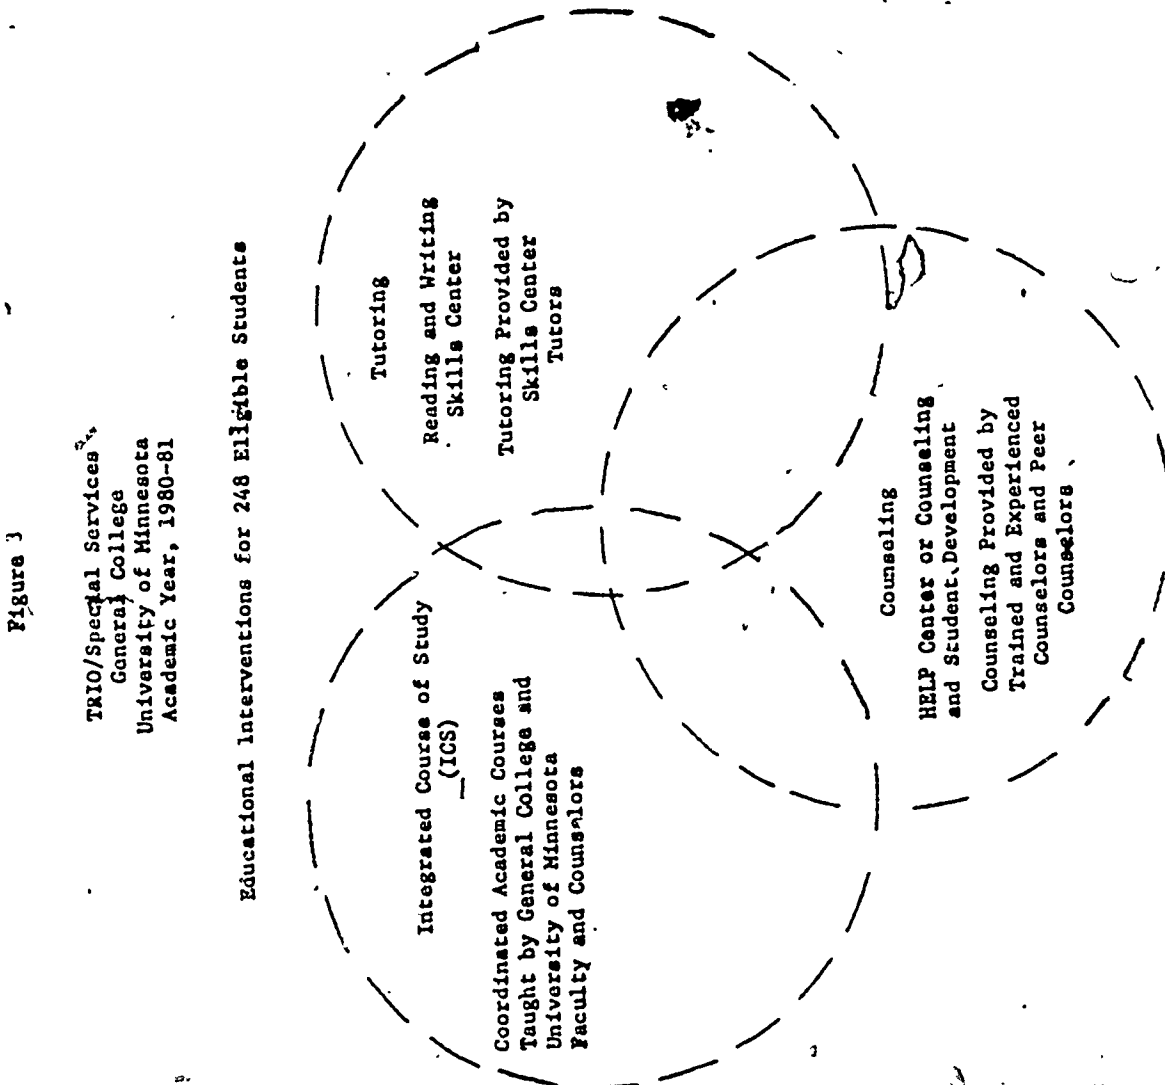 Figure 3
TRIO/Special Services
General College
University of Minnesota
Academic Year, 1980-81
Educational Interventions for 248 Eligible Students
Integrated Course of Study
(ICS)
Coordinated Academic Courses
Taught by General College and
University of Minnesota
Faculty and Counselors
Tutoring
Reading and Writing
Skills Center
Tutoring Provided by
Skills Center
Tutors
Counseling
HELP Center or Counseling
and Student Development
Counseling Provided by
Trained and Experienced
Counselors and Peer
Counselors